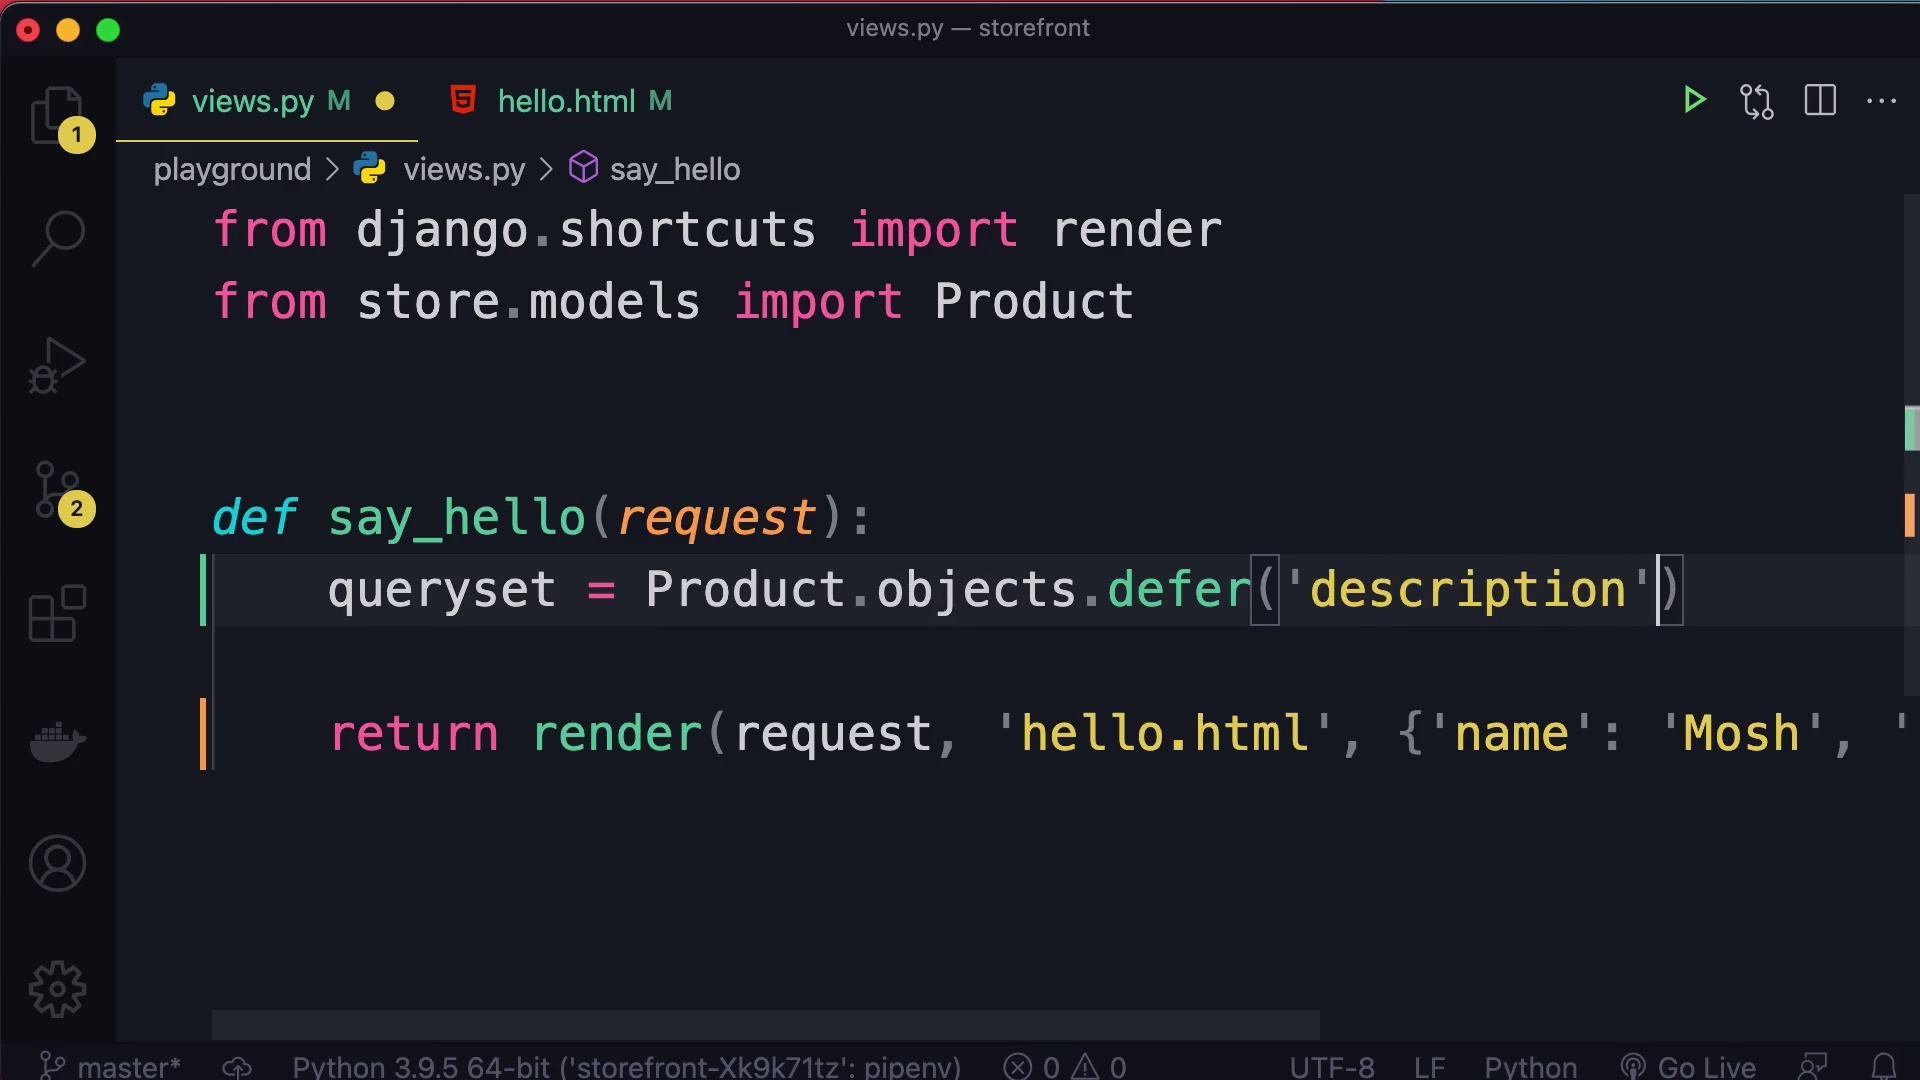 views.py — storefront
views.py M hello.html M
1
playground > views.py > say_hello
from django.shortcuts import render
from store.models import Product
def say_hello(request):
2
queryset = Product.objects.defer('description')
return render(request, 'hello.html', {'name': 'Mosh', '
master* Python 3.9.5 64-bit ('storefront-Xk9k71tz': pipenv) 0 0 UTF-8 LF Python Go Live